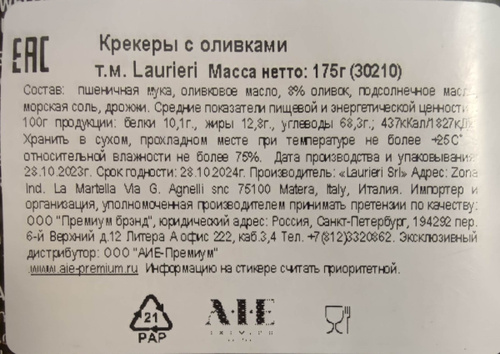 EAC
Крекеры с оливками
т.м. Laurieri Масса нетто: 175г (30210)
Состав: пшеничная мука, оливковое масло, 8% оливок, подсолнечное масло,
морская соль, дрожжи. Средние показатели пищевой и энергетической ценности
100г продукции: белки 10,1г., жиры 12,8г., углеводы 68,3г.; 437кКал/1827кДж
Хранить в сухом, прохладном месте при температуре не более +25С°
относительной влажности не более 75%. Дата производства и упаковывания
28.10.2023г. Срок годности: 28.10.2024г. Производитель: «Laurieri Srl» Адрес: Zona
Ind. La Martella Via G. Agnelli snc 75100 Matera, Italy, Италия. Импортер и
организация, уполномоченная производителем принимать претензии по качеству:
ООО "Премиум брэнд", юридический адрес: Россия, Санкт-Петербург, 194292 пер.
6-й Верхний д.12 Литера А офис 222, каб.3,4 Тел.+7(812)3320862. Эксклюзивный
дистрибутор: ООО "АИЕ-Премиум"
www.aie-premium.ru Информацию на стикере считать приоритетной.
21
PAP
A·I·E
PREMIUM